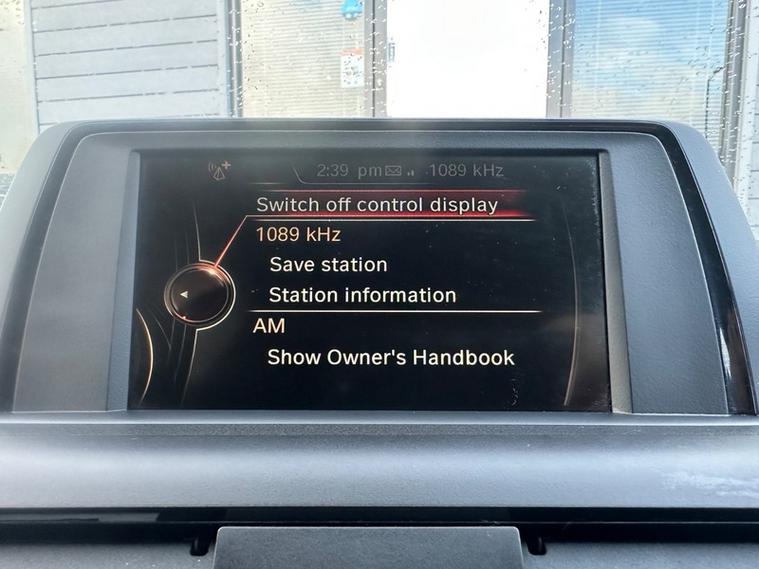 2:39 pm 1089 kHz
Switch off control display
1089 kHz
Save station
Station information
AM
Show Owner's Handbook